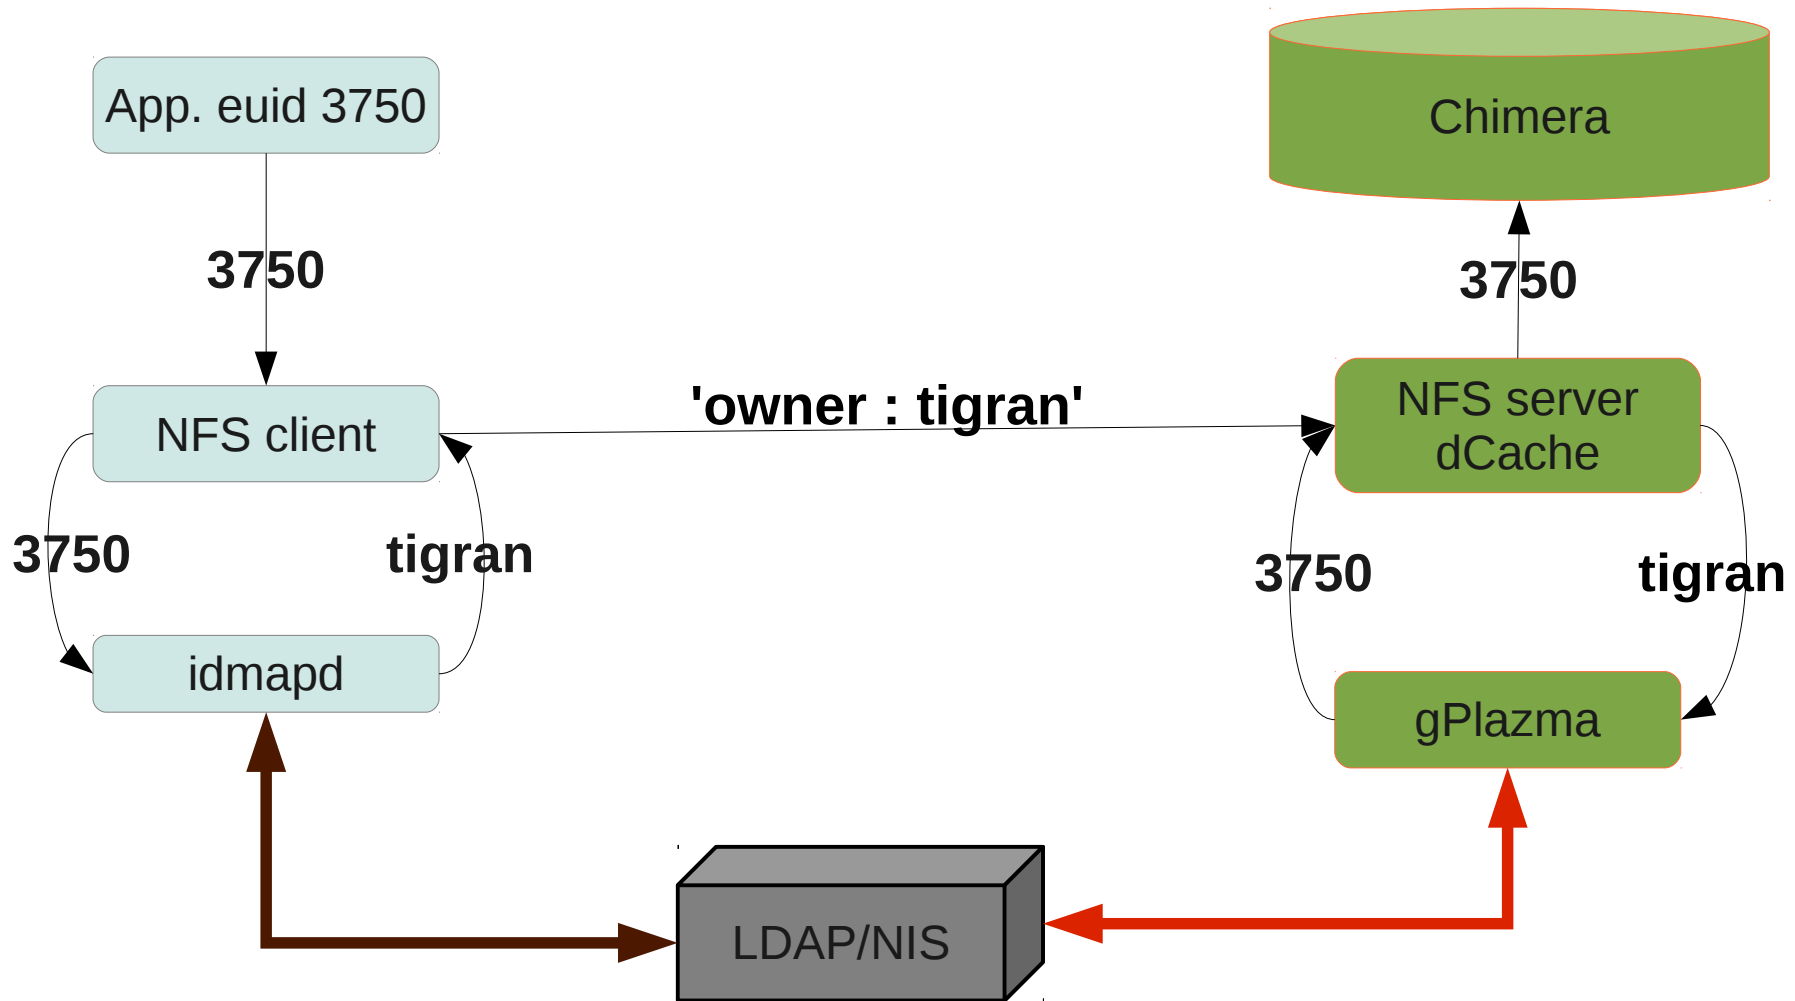 App. euid 3750
Chimera
3750
3750
'owner : tigran'
NFS client
NFS server
dCache
3750
tigran
3750
tigran
idmapd
gPlazma
LDAP/NIS